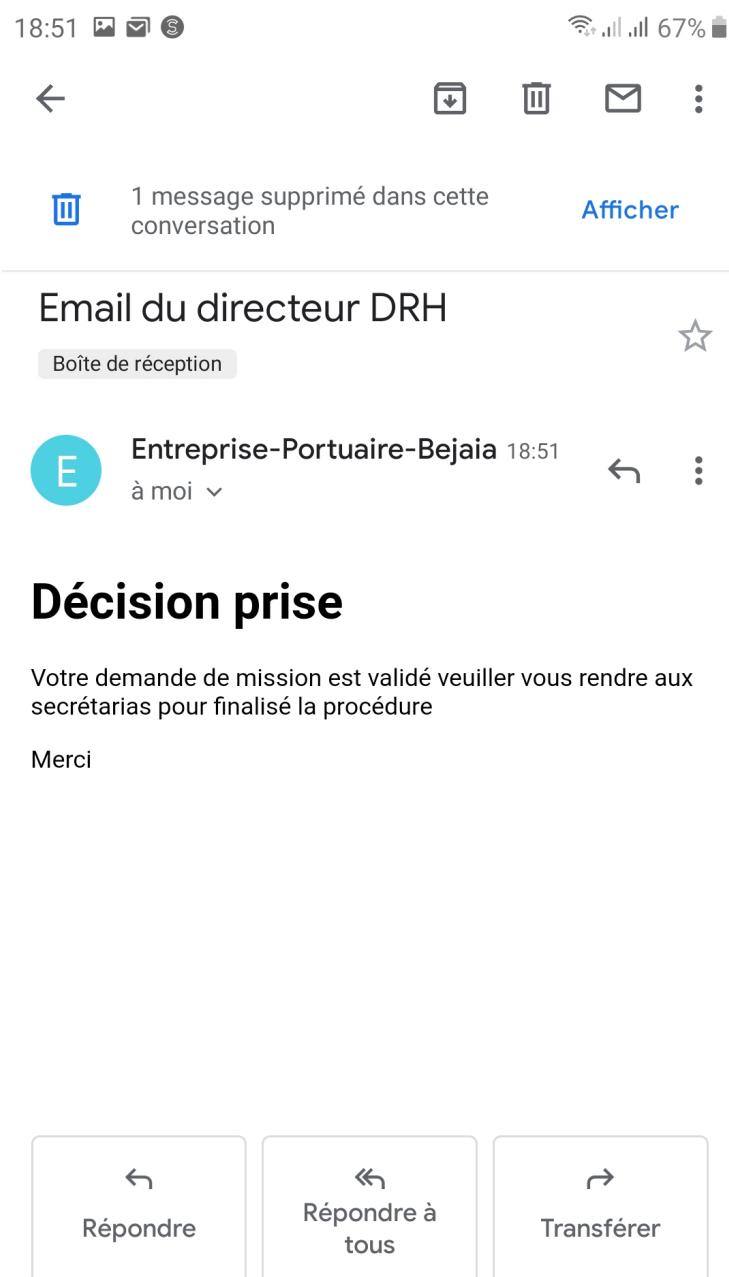 18:51 67%
1 message supprimé dans cette
conversation
Afficher
Email du directeur DRH
Boîte de réception
E
Entreprise-Portuaire-Bejaia 18:51
à moi
Décision prise
Votre demande de mission est validé veuiller vous rendre aux
secrétarias pour finalisé la procédure
Merci
Répondre
Répondre à
tous
Transférer